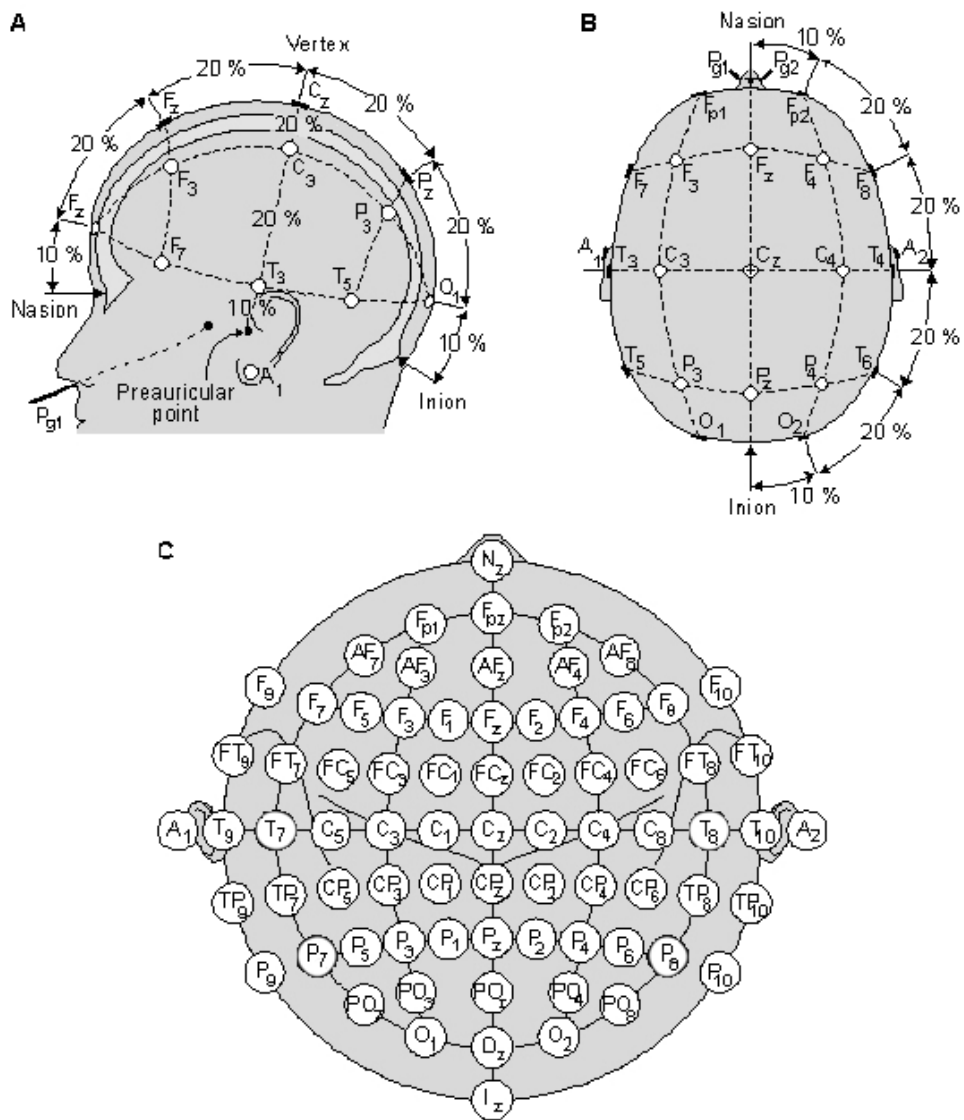 A
Vertex
20 %
20 %
Fz
Cz
20 %
20 %
Fz
F3
C3
Pz
P3
20 %
20 %
10 %
F7
T3
T5
O1
Nasion
10 %
10 %
A1
Preauricular
point
Inion
Pg1
B
Nasion
10 %
Pg1
Pg2
Fp1
Fp2
20 %
F7
F3
Fz
F4
F8
20 %
A1
T3
C3
Cz
C4
T4
A2
20 %
T5
P3
Pz
P4
T6
O1
O2
20 %
10 %
Inion
C
Nz
Fp1 Fpz Fp2
AF7 AF3 AFz AF4 AF8
F9 F7 F5 F3 F1 Fz F2 F4 F6 F8 F10
FT9 FT7 FC5 FC3 FC1 FCz FC2 FC4 FC6 FT8 FT10
A1 T9 T7 C5 C3 C1 Cz C2 C4 C8 T8 T10 A2
TP9 TP7 CP5 CP3 CP1 CPz CP2 CP4 CP6 TP8 TP10
P9 P7 P5 P3 P1 Pz P2 P4 P6 P8 P10
PO7 PO3 POz PO4 PO8
O1 Dz O2
Iz